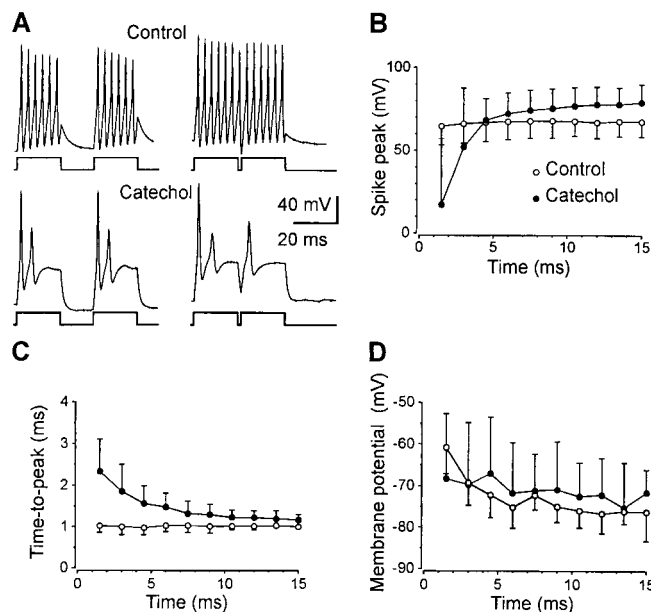 A
Control
Catechol
40 mV
20 ms
B
Spike peak (mV)
100
50
0
Control
Catechol
0
5
10
15
Time (ms)
C
Time-to-peak (ms)
4
3
2
1
0
0
5
10
15
Time (ms)
D
Membrane potential (mV)
-50
-60
-70
-80
-90
0
5
10
15
Time (ms)